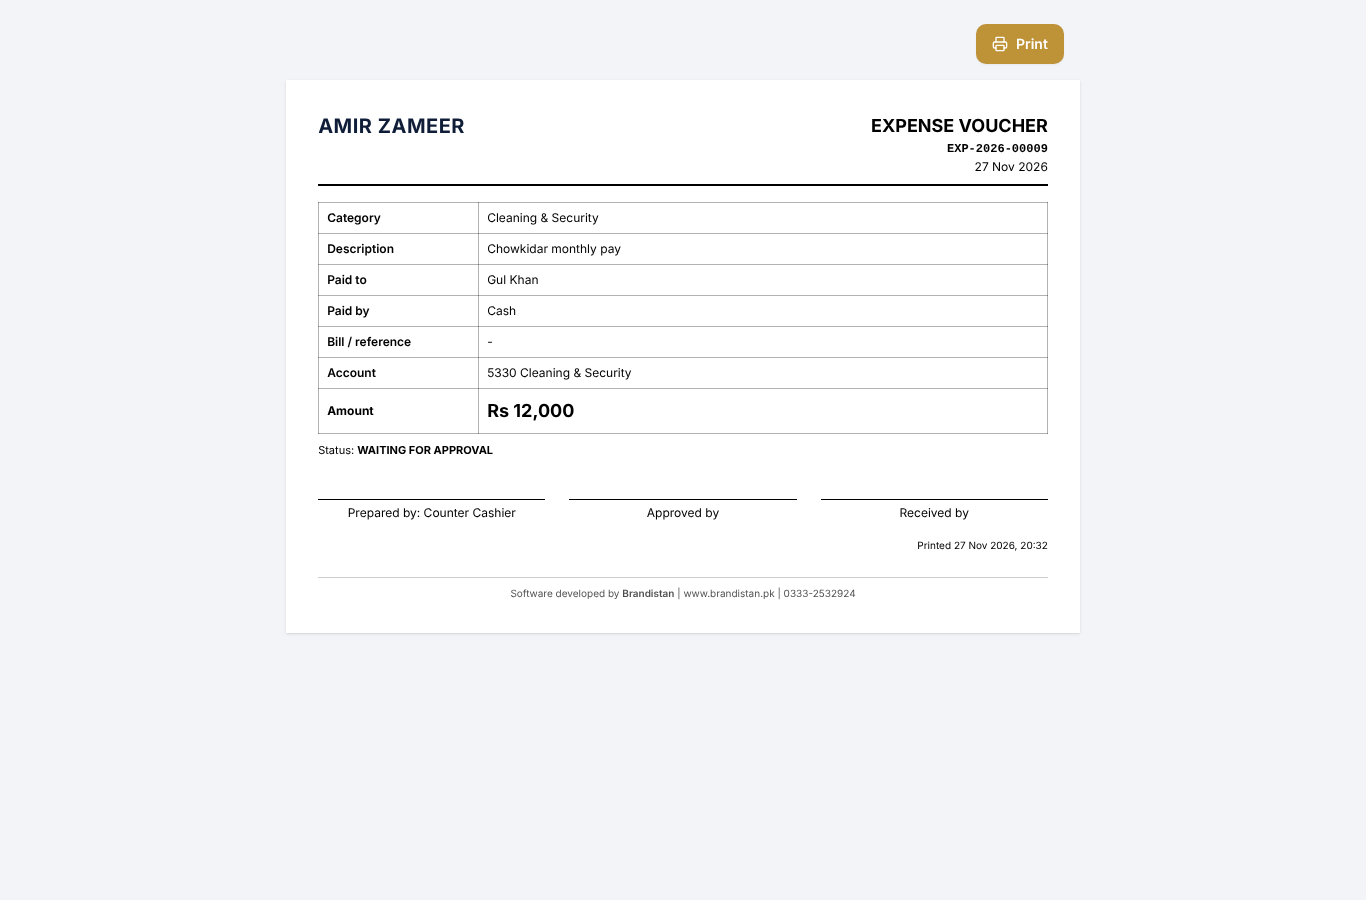 Print
AMIR ZAMEER
EXPENSE VOUCHER
EXP-2026-00009
27 Nov 2026
Category Cleaning & Security
Description Chowkidar monthly pay
Paid to Gul Khan
Paid by Cash
Bill / reference -
Account 5330 Cleaning & Security
Amount Rs 12,000
Status: WAITING FOR APPROVAL
Prepared by: Counter Cashier Approved by Received by
Printed 27 Nov 2026, 20:32
Software developed by Brandistan | www.brandistan.pk | 0333-2532924